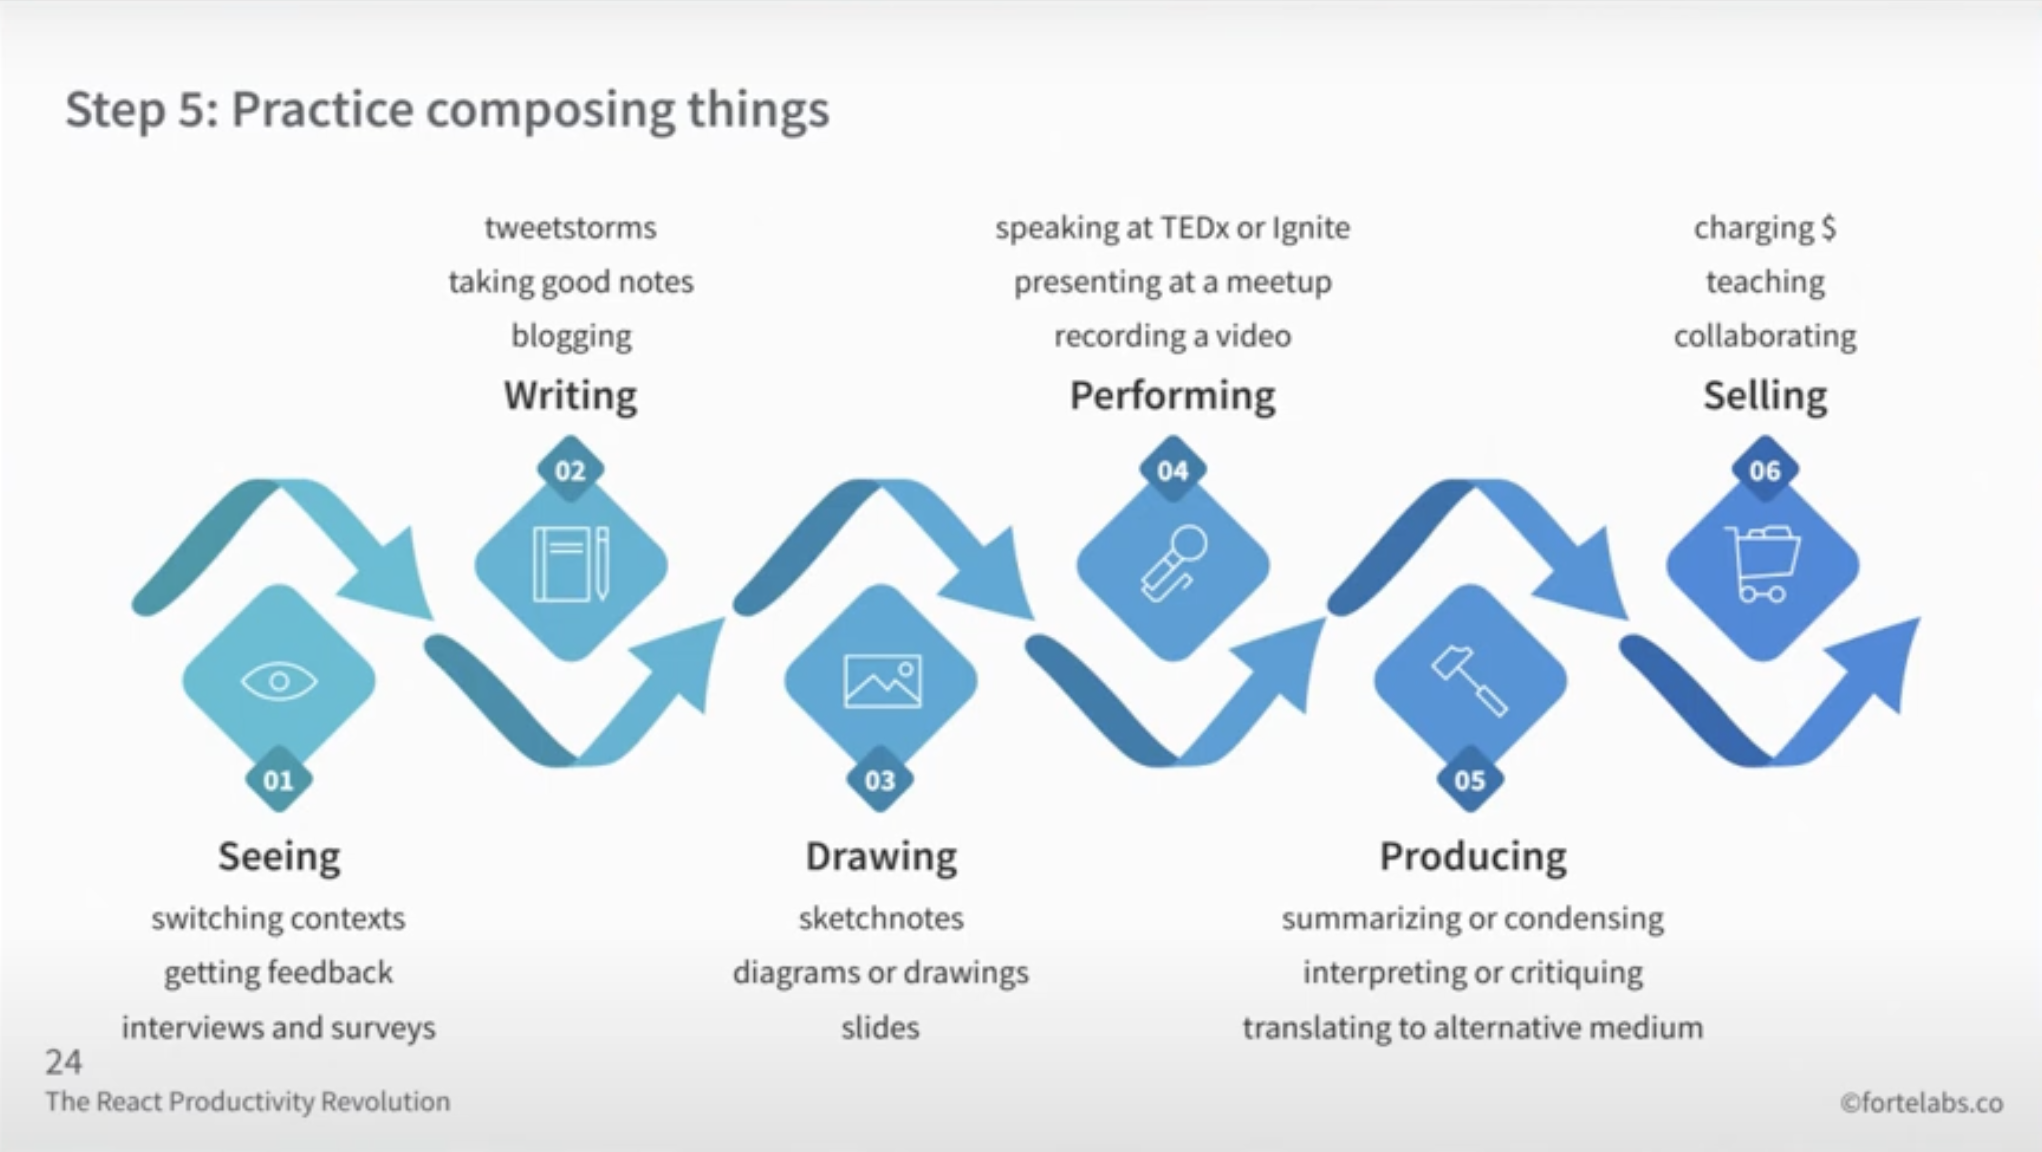 Step 5: Practice composing things
tweetstorms
taking good notes
blogging
Writing
speaking at TEDx or Ignite
presenting at a meetup
recording a video
Performing
charging $
teaching
collaborating
Selling
02
04
06
01
03
05
Seeing
switching contexts
getting feedback
interviews and surveys
Drawing
sketchnotes
diagrams or drawings
slides
Producing
summarizing or condensing
interpreting or critiquing
translating to alternative medium
24
The React Productivity Revolution
©fortelabs.co